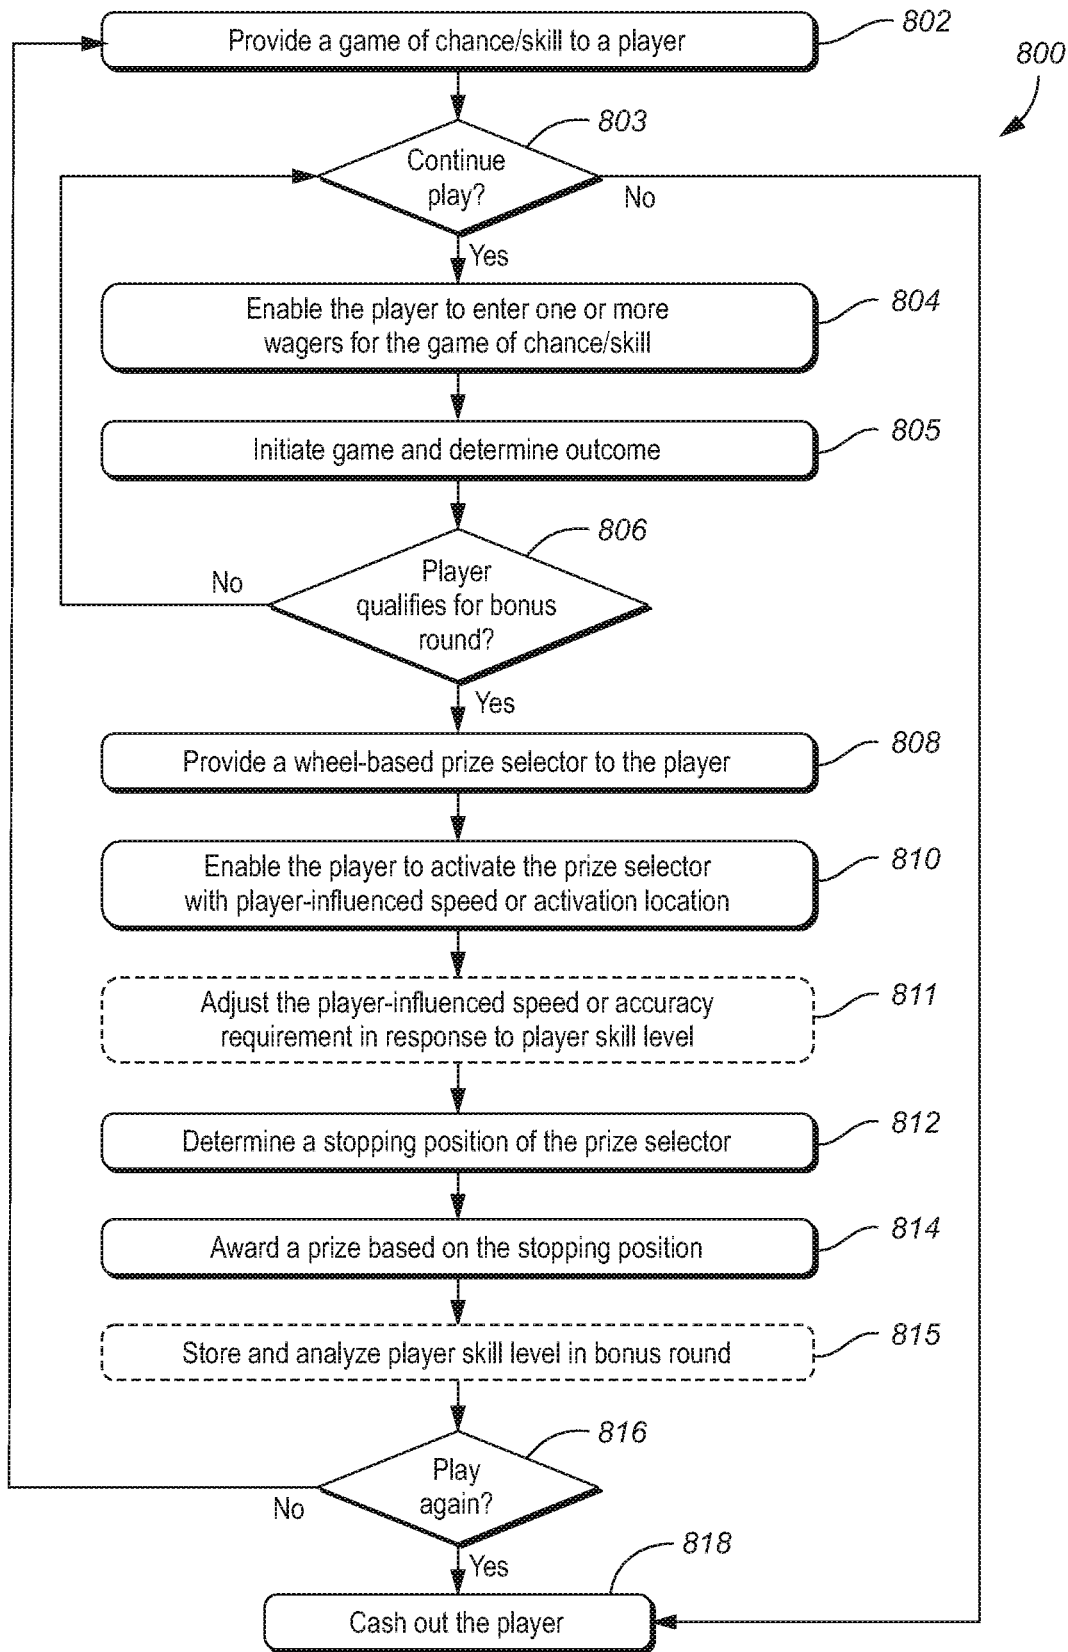 Provide a game of chance/skill to a player
802
800
803
Continue
play?
No
Yes
Enable the player to enter one or more
wagers for the game of chance/skill
804
Initiate game and determine outcome
805
806
Player
qualifies for bonus
round?
No
Yes
Provide a wheel-based prize selector to the player
808
Enable the player to activate the prize selector
with player-influenced speed or activation location
810
Adjust the player-influenced speed or accuracy
requirement in response to player skill level
811
Determine a stopping position of the prize selector
812
Award a prize based on the stopping position
814
Store and analyze player skill level in bonus round
815
816
Play
again?
No
Yes
818
Cash out the player